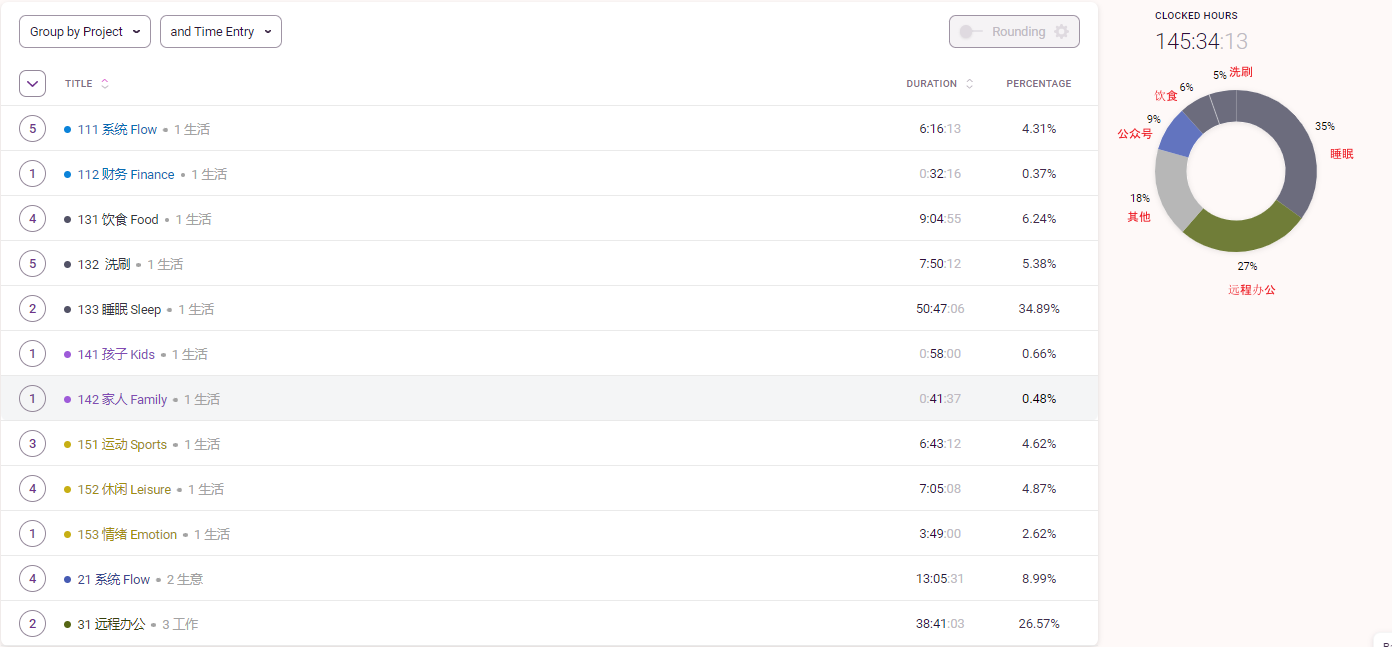 Group by Project
and Time Entry
Rounding
TITLE
DURATION
PERCENTAGE
5 111 系统 Flow • 1 生活 6:16:13 4.31%
1 112 财务 Finance • 1 生活 0:32:16 0.37%
4 131 饮食 Food • 1 生活 9:04:55 6.24%
5 132 洗刷 • 1 生活 7:50:12 5.38%
2 133 睡眠 Sleep • 1 生活 50:47:06 34.89%
1 141 孩子 Kids • 1 生活 0:58:00 0.66%
1 142 家人 Family • 1 生活 0:41:37 0.48%
3 151 运动 Sports • 1 生活 6:43:12 4.62%
4 152 休闲 Leisure • 1 生活 7:05:08 4.87%
1 153 情绪 Emotion • 1 生活 3:49:00 2.62%
4 21 系统 Flow • 2 生意 13:05:31 8.99%
2 31 远程办公 • 3 工作 38:41:03 26.57%
CLOCKED HOURS
145:34:13
5% 洗刷
饮食 6%
9%
公众号
35%
睡眠
18%
其他
27%
远程办公